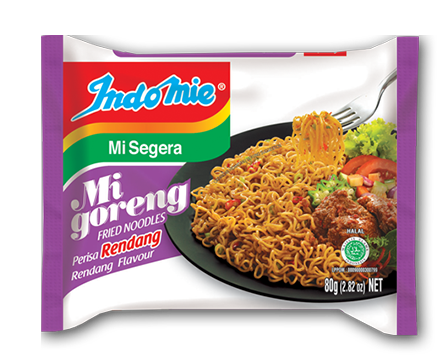 Indomie®
Mi Segera
Mi
goreng
FRIED NOODLES
Perisa Rendang
Rendang Flavour
HALAL
80g (2.82 oz) NET